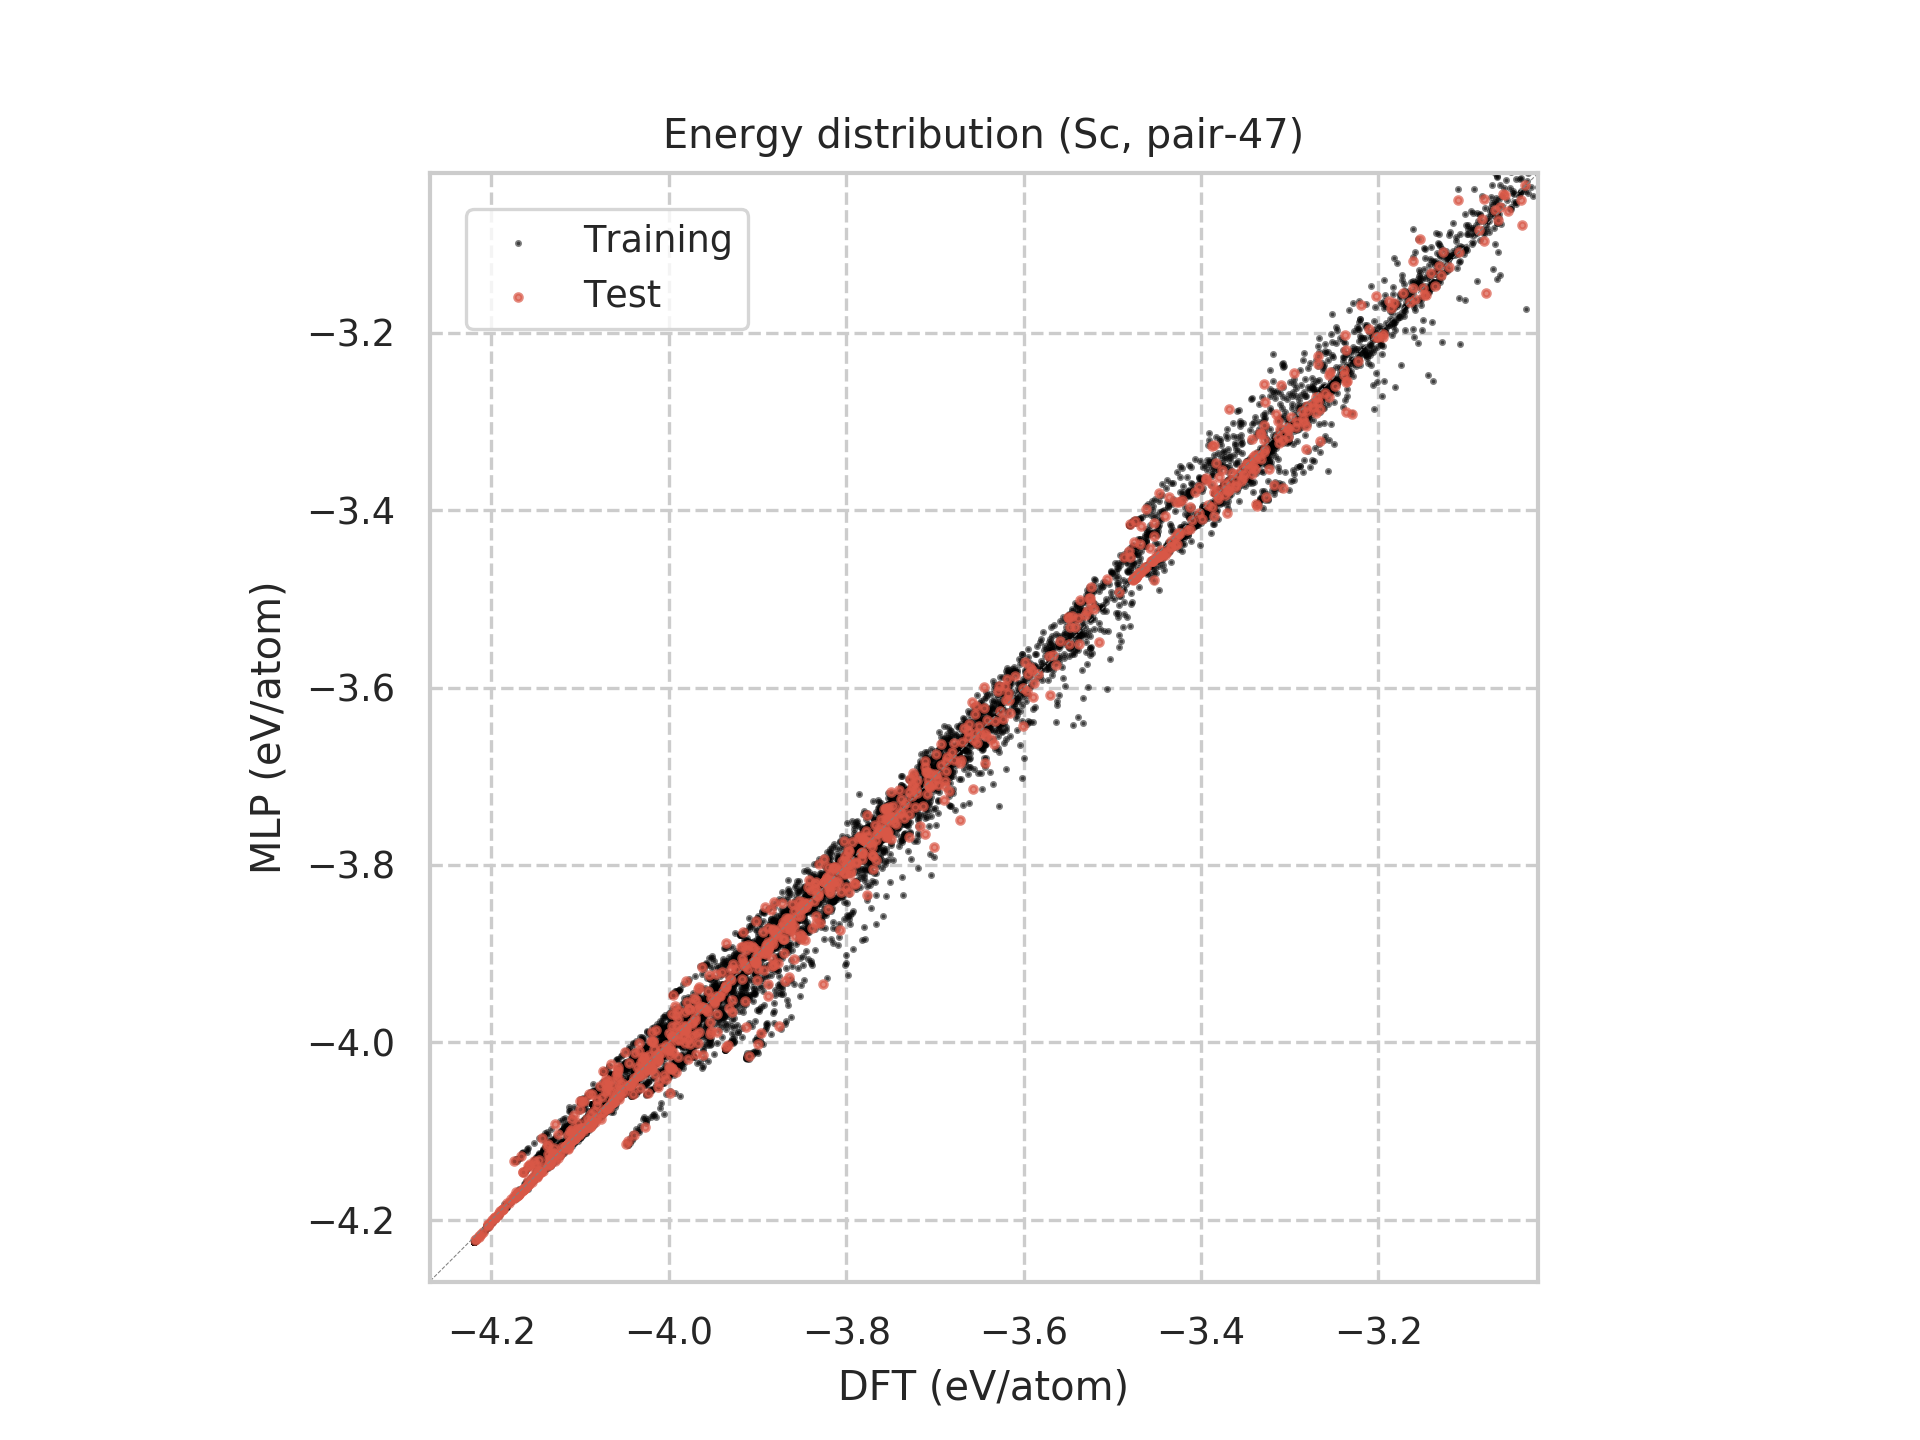 Energy distribution (Sc, pair-47)
Training
Test
MLP (eV/atom)
−3.2
−3.4
−3.6
−3.8
−4.0
−4.2
−4.2 −4.0 −3.8 −3.6 −3.4 −3.2
DFT (eV/atom)